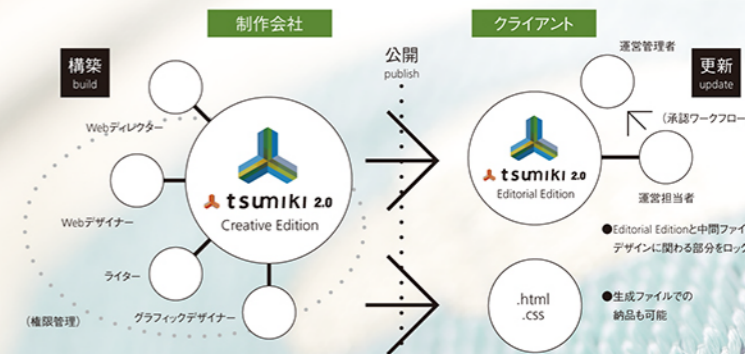 制作会社
クライアント
構築
build
公開
publish
運営管理者
更新
update
Webディレクター
(承認ワークフロー
tsumiki 2.0
Creative Edition
tsumiki 2.0
Editorial Edition
Webデザイナー
運営担当者
●Editorial Editionと中間ファイ
デザインに関わる部分をロック
ライター
.html
.css
●生成ファイルでの
納品も可能
(権限管理)
グラフィックデザイナー